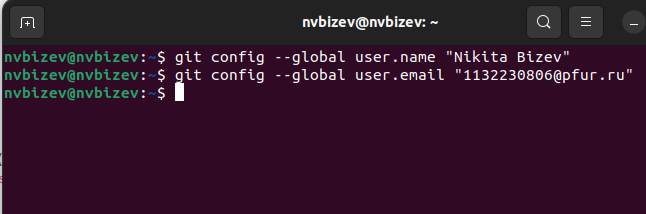 nvbizev@nvbizev: ~
nvbizev@nvbizev:~$ git config --global user.name "Nikita Bizev"
nvbizev@nvbizev:~$ git config --global user.email "1132230806@pfur.ru"
nvbizev@nvbizev:~$